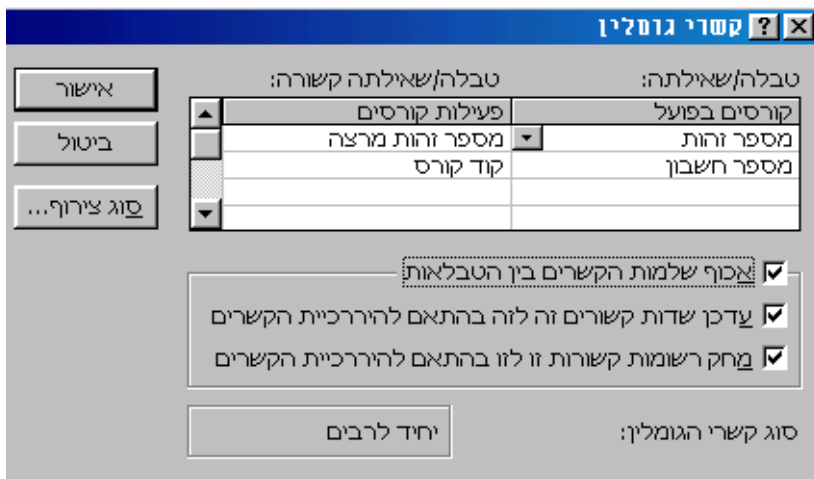 קשרי גומלין
טבלה/שאילתה: טבלה/שאילתה קשורה:
קורסים בפועל פעילות קורסים
מספר זהות מספר זהות מרצה
מספר חשבון קוד קורס
אישור
ביטול
סוג צירוף...
אכוף שלמות הקשרים בין הטבלאות
עדכן שדות קשורים זה לזה בהתאם להיררכיית הקשרים
מחק רשומות קשורות זו לזו בהתאם להיררכיית הקשרים
סוג קשרי הגומלין: יחיד לרבים